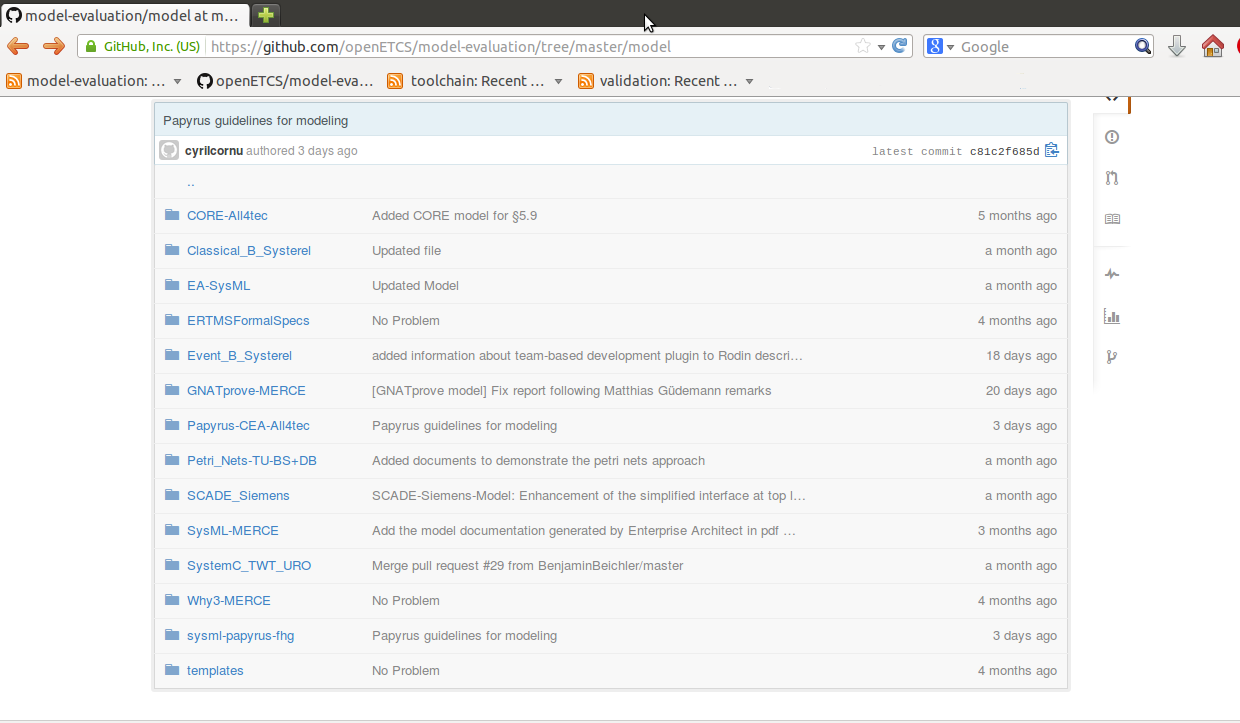 model-evaluation/model at m...
GitHub, Inc. (US) https://github.com/openETCS/model-evaluation/tree/master/model
8 Google
model-evaluation: ... openETCS/model-eva... toolchain: Recent ... validation: Recent ...
Papyrus guidelines for modeling
cyrilcornu authored 3 days ago latest commit c81c2f685d
..
CORE-All4tec Added CORE model for §5.9 5 months ago
Classical_B_Systerel Updated file a month ago
EA-SysML Updated Model a month ago
ERTMSFormalSpecs No Problem 4 months ago
Event_B_Systerel added information about team-based development plugin to Rodin descri... 18 days ago
GNATprove-MERCE [GNATprove model] Fix report following Matthias Güdemann remarks 20 days ago
Papyrus-CEA-All4tec Papyrus guidelines for modeling 3 days ago
Petri_Nets-TU-BS+DB Added documents to demonstrate the petri nets approach a month ago
SCADE_Siemens SCADE-Siemens-Model: Enhancement of the simplified interface at top l... a month ago
SysML-MERCE Add the model documentation generated by Enterprise Architect in pdf ... 3 months ago
SystemC_TWT_URO Merge pull request #29 from BenjaminBeichler/master a month ago
Why3-MERCE No Problem 4 months ago
sysml-papyrus-fhg Papyrus guidelines for modeling 3 days ago
templates No Problem 4 months ago